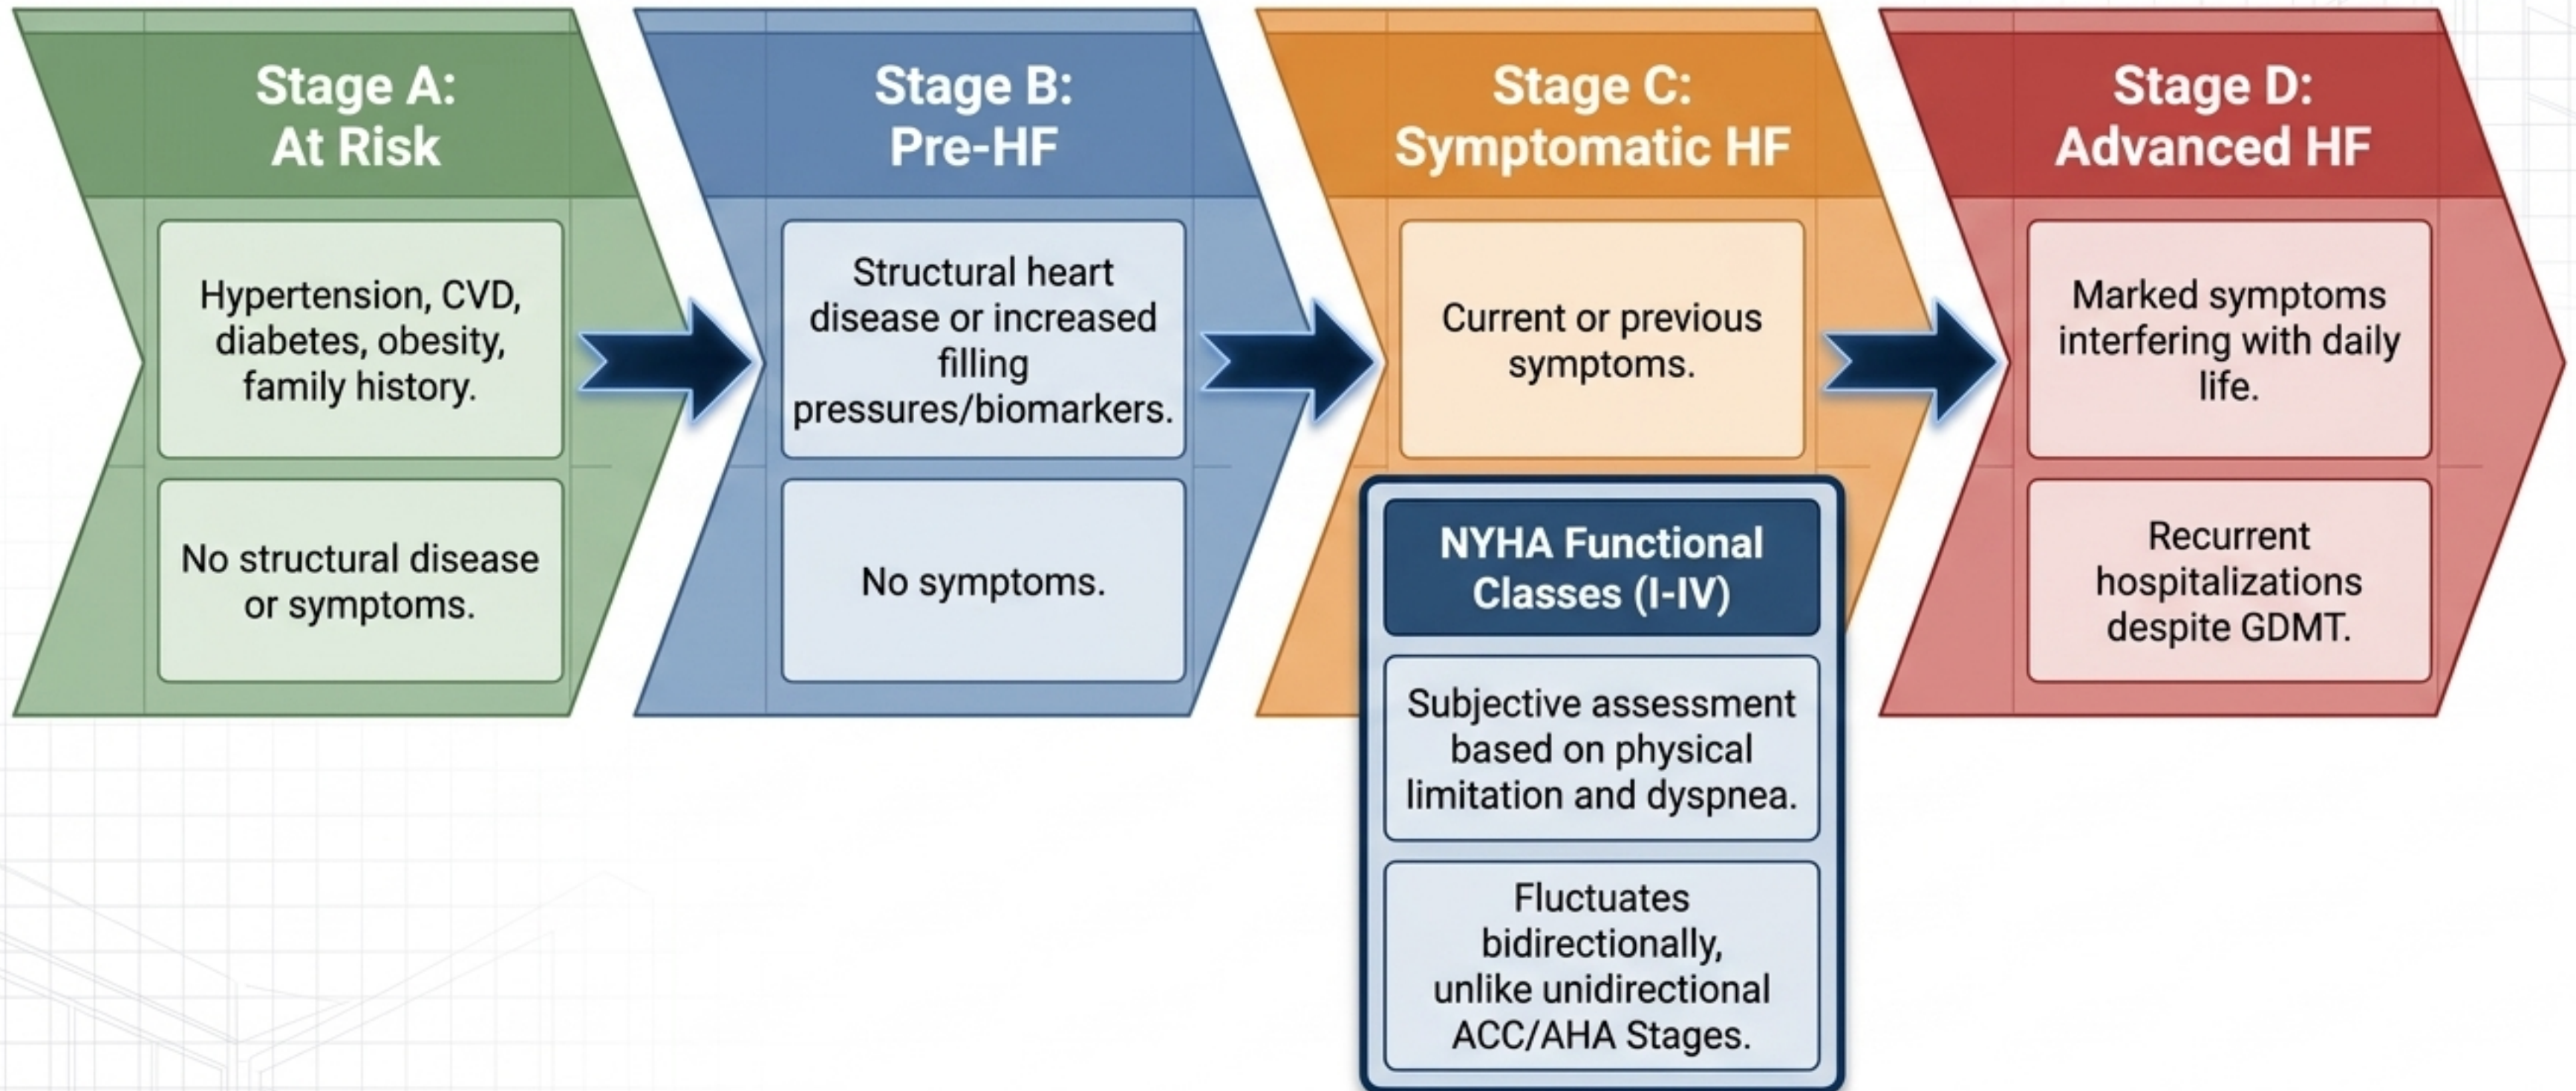 Stage A:
At Risk
Hypertension, CVD,
diabetes, obesity,
family history.
No structural disease
or symptoms.
Stage B:
Pre-HF
Structural heart
disease or increased
filling
pressures/biomarkers.
No symptoms.
Stage C:
Symptomatic HF
Current or previous
symptoms.
NYHA Functional
Classes (I-IV)
Subjective assessment
based on physical
limitation and dyspnea.
Fluctuates
bidirectionally,
unlike unidirectional
ACC/AHA Stages.
Stage D:
Advanced HF
Marked symptoms
interfering with daily
life.
Recurrent
hospitalizations
despite GDMT.